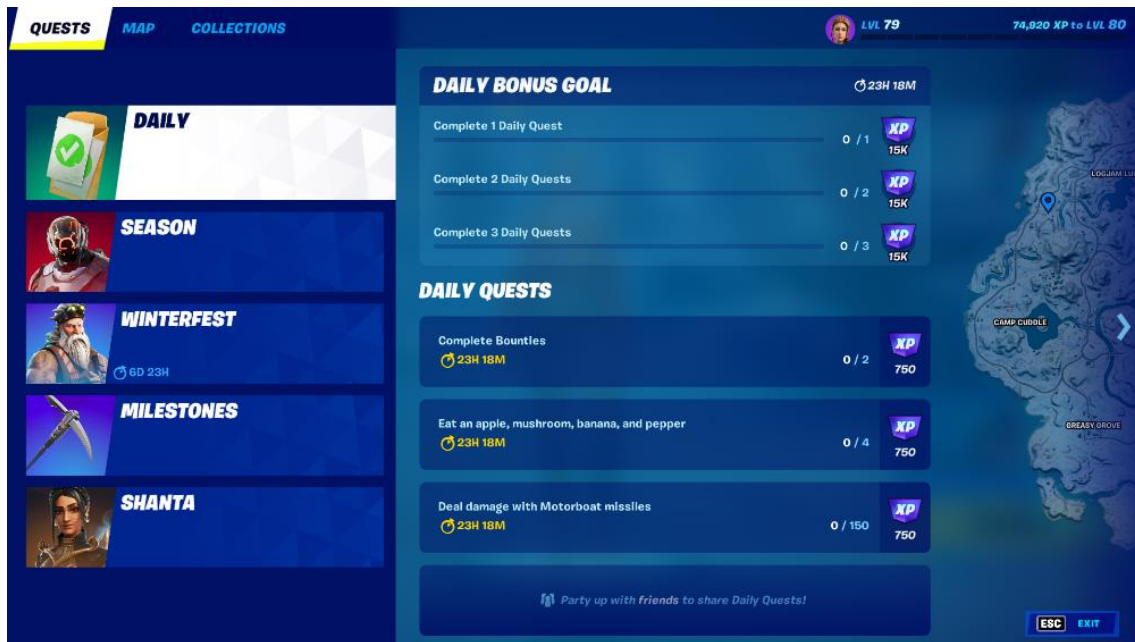 QUESTS MAP COLLECTIONS
LVL 79
74,920 XP to LVL 80
DAILY
SEASON
WINTERFEST
6D 23H
MILESTONES
SHANTA
DAILY BONUS GOAL
23H 18M
Complete 1 Daily Quest
0 / 1
XP
15K
Complete 2 Daily Quests
0 / 2
XP
15K
Complete 3 Daily Quests
0 / 3
XP
15K
DAILY QUESTS
Complete Bounties
23H 18M
0 / 2
XP
750
Eat an apple, mushroom, banana, and pepper
23H 18M
0 / 4
XP
750
Deal damage with Motorboat missiles
23H 18M
0 / 150
XP
750
Party up with friends to share Daily Quests!
LOGJAM
CAMP CUDDLE
GREASY GROVE
ESC EXIT